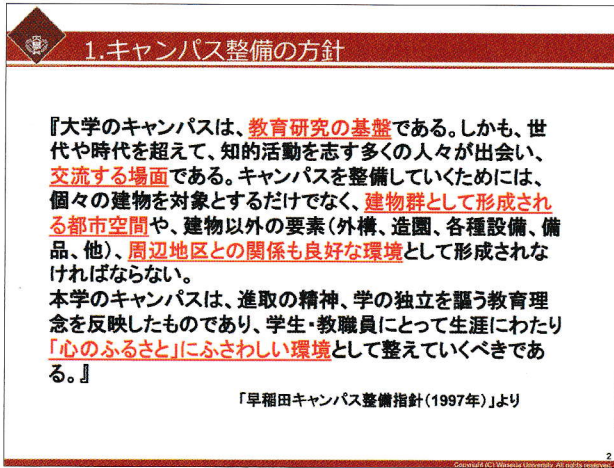 1.キャンパス整備の方針
『大学のキャンパスは、教育研究の基盤である。しかも、世
代や時代を超えて、知的活動を志す多くの人々が出会い、
交流する場面である。キャンパスを整備していくためには、
個々の建物を対象とするだけでなく、建物群として形成され
る都市空間や、建物以外の要素(外構、造園、各種設備、備
品、他)、周辺地区との関係も良好な環境として形成されな
ければならない。
本学のキャンパスは、進取の精神、学の独立を謳う教育理
念を反映したものであり、学生・教職員にとって生涯にわたり
「心のふるさと」にふさわしい環境として整えていくべきであ
る。』
「早稲田キャンパス整備指針(1997年)」より
2
Copyright (C) Waseda University. All rights reserved.